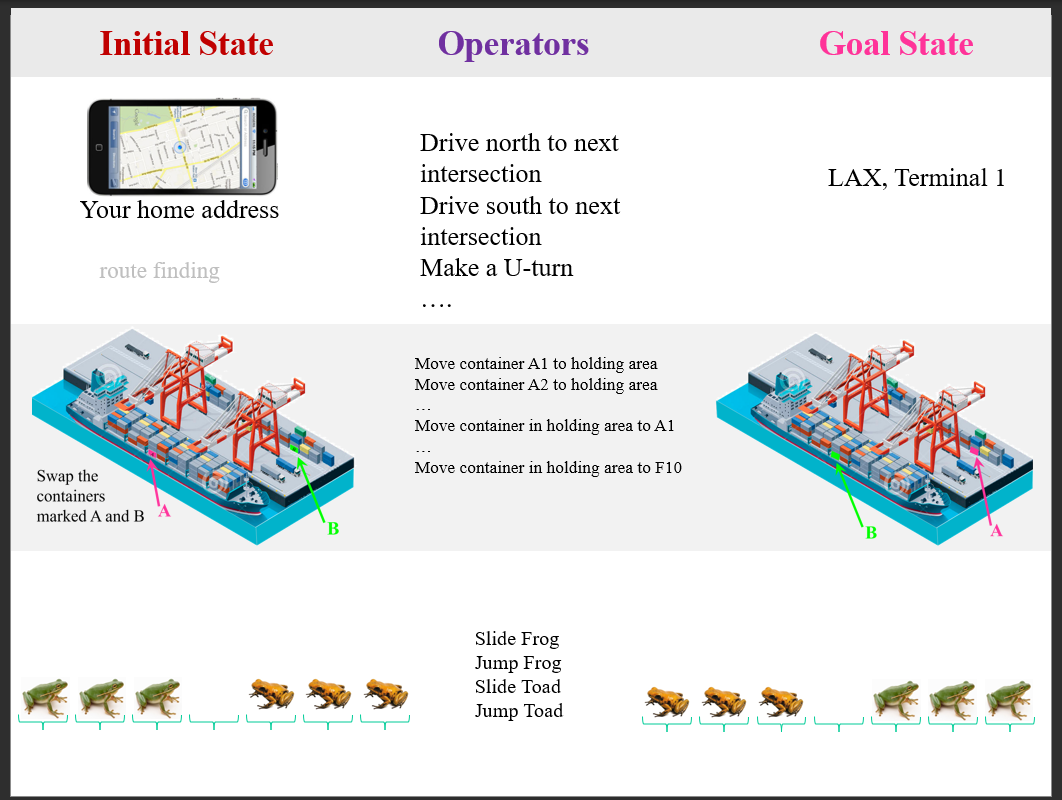 Initial State
Operators
Goal State
Your home address
route finding
Drive north to next
intersection
Drive south to next
intersection
Make a U-turn
….
LAX, Terminal 1
Swap the
containers
marked A and B
A
B
Move container A1 to holding area
Move container A2 to holding area
…
Move container in holding area to A1
…
Move container in holding area to F10
B
A
Slide Frog
Jump Frog
Slide Toad
Jump Toad